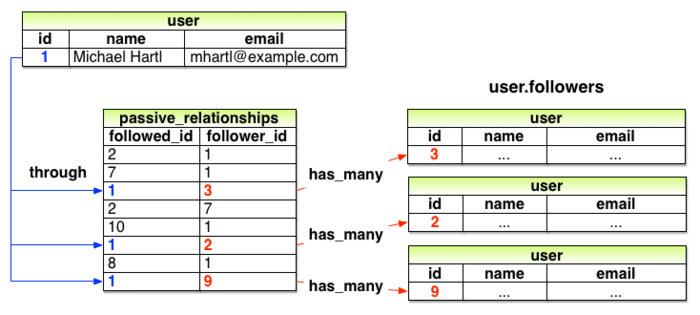 user
id name email
1 Michael Hartl mhartl@example.com
user.followers
passive_relationships
followed_id follower_id
2 1
7 1
1 3
2 7
10 1
1 2
8 1
1 9
through
has_many
has_many
has_many
user
id name email
3 ... ...
user
id name email
2 ... ...
user
id name email
9 ... ...